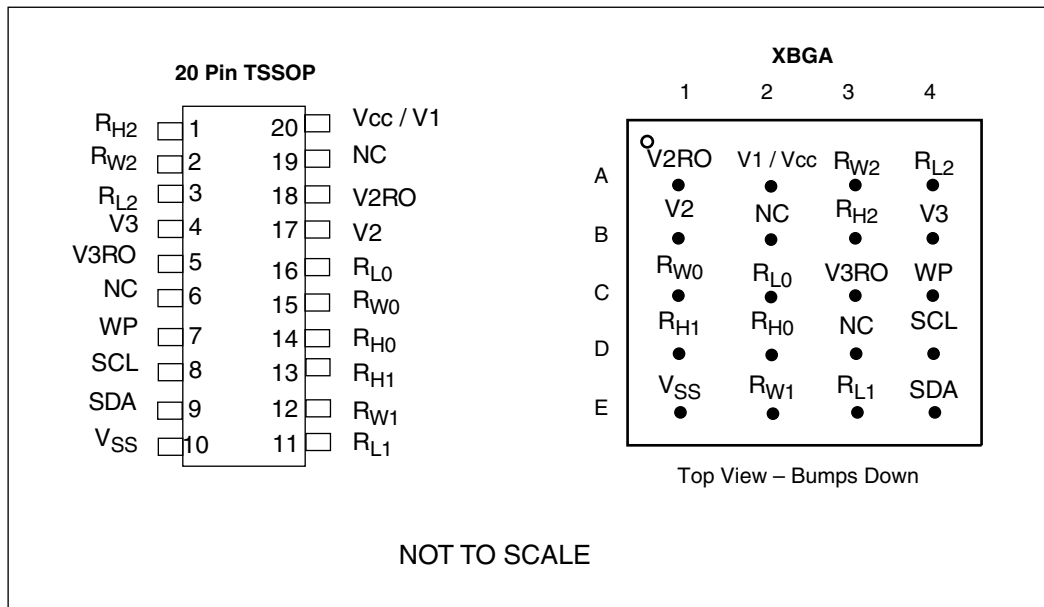 20 Pin TSSOP
RH2 1 20 Vcc / V1
RW2 2 19 NC
RL2 3 18 V2RO
V3 4 17 V2
V3RO 5 16 RL0
NC 6 15 RW0
WP 7 14 RH0
SCL 8 13 RH1
SDA 9 12 RW1
VSS 10 11 RL1
XBGA
1 2 3 4
A V2RO V1 / Vcc RW2 RL2
B V2 NC RH2 V3
C RW0 RL0 V3RO WP
D RH1 RH0 NC SCL
E VSS RW1 RL1 SDA
Top View – Bumps Down
NOT TO SCALE